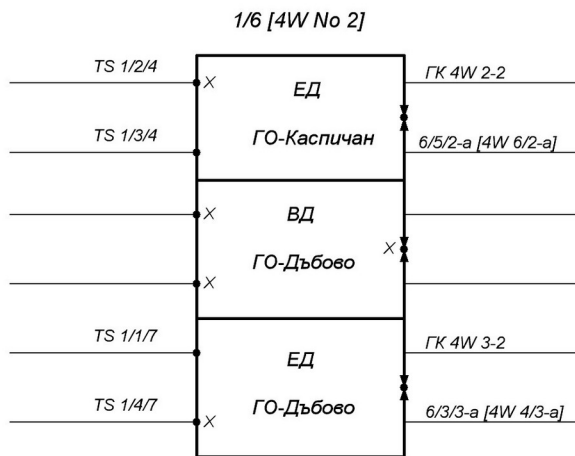 1/6 [4W No 2]
TS 1/2/4
X
ЕД
ГК 4W 2-2
TS 1/3/4
ГО-Каспичан
6/5/2-а [4W 6/2-а]
X
ВД
X
X
ГО-Дъбово
TS 1/1/7
ЕД
ГК 4W 3-2
TS 1/4/7
X
ГО-Дъбово
6/3/3-а [4W 4/3-а]